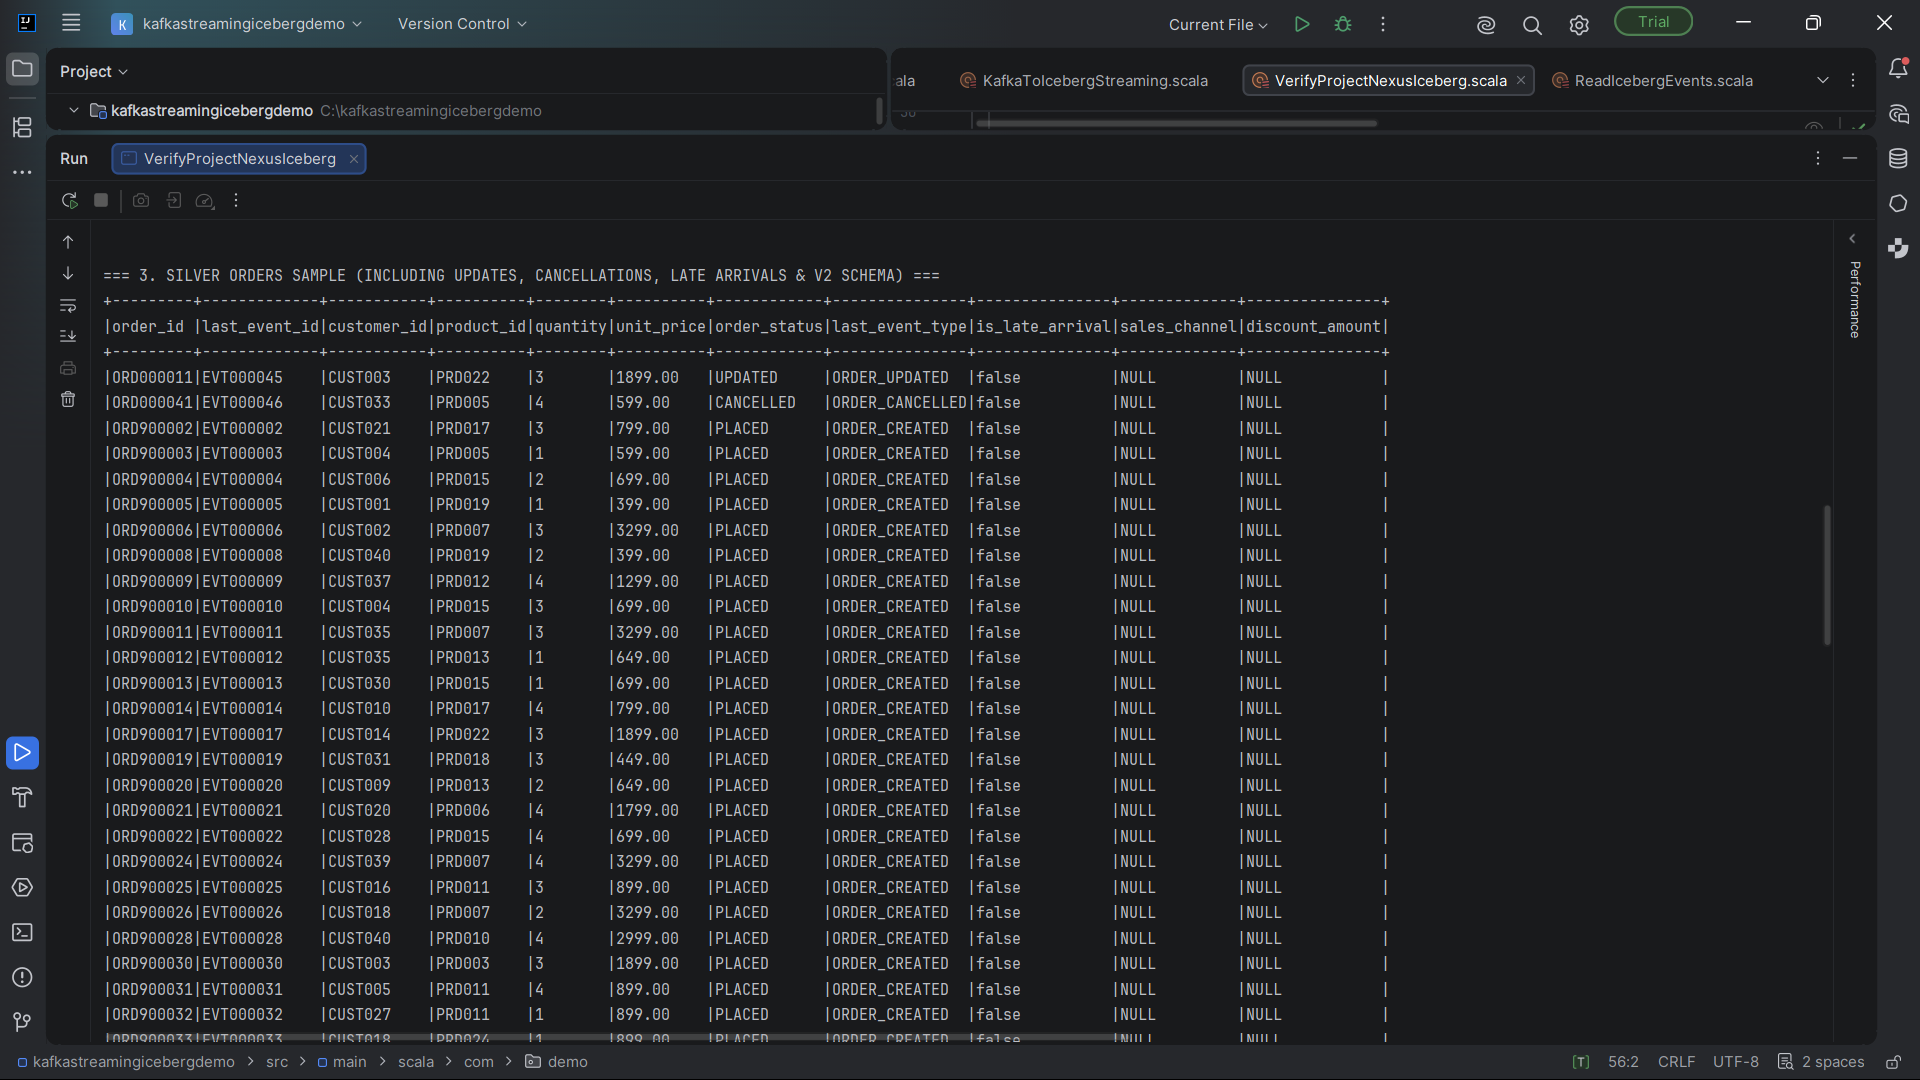 kafkastreamingicebergdemo
Version Control
Current File
Trial
Project
ala
KafkaToIcebergStreaming.scala
VerifyProjectNexusIceberg.scala
ReadIcebergEvents.scala
kafkastreamingicebergdemo C:\kafkastreamingicebergdemo
Run
VerifyProjectNexusIceberg
Performance
=== 3. SILVER ORDERS SAMPLE (INCLUDING UPDATES, CANCELLATIONS, LATE ARRIVALS & V2 SCHEMA) ===
+---------+-------------+-----------+----------+--------+----------+------------+---------------+---------------+-------------+---------------+
|order_id |last_event_id|customer_id|product_id|quantity|unit_price|order_status|last_event_type|is_late_arrival|sales_channel|discount_amount|
+---------+-------------+-----------+----------+--------+----------+------------+---------------+---------------+-------------+---------------+
|ORD000011|EVT000045    |CUST003    |PRD022    |3       |1899.00   |UPDATED     |ORDER_UPDATED  |false          |NULL         |NULL           |
|ORD000041|EVT000046    |CUST033    |PRD005    |4       |599.00    |CANCELLED   |ORDER_CANCELLED|false          |NULL         |NULL           |
|ORD900002|EVT000002    |CUST021    |PRD017    |3       |799.00    |PLACED      |ORDER_CREATED  |false          |NULL         |NULL           |
|ORD900003|EVT000003    |CUST004    |PRD005    |1       |599.00    |PLACED      |ORDER_CREATED  |false          |NULL         |NULL           |
|ORD900004|EVT000004    |CUST006    |PRD015    |2       |699.00    |PLACED      |ORDER_CREATED  |false          |NULL         |NULL           |
|ORD900005|EVT000005    |CUST001    |PRD019    |1       |399.00    |PLACED      |ORDER_CREATED  |false          |NULL         |NULL           |
|ORD900006|EVT000006    |CUST002    |PRD007    |3       |3299.00   |PLACED      |ORDER_CREATED  |false          |NULL         |NULL           |
|ORD900008|EVT000008    |CUST040    |PRD019    |2       |399.00    |PLACED      |ORDER_CREATED  |false          |NULL         |NULL           |
|ORD900009|EVT000009    |CUST037    |PRD012    |4       |1299.00   |PLACED      |ORDER_CREATED  |false          |NULL         |NULL           |
|ORD900010|EVT000010    |CUST004    |PRD015    |3       |699.00    |PLACED      |ORDER_CREATED  |false          |NULL         |NULL           |
|ORD900011|EVT000011    |CUST035    |PRD007    |3       |3299.00   |PLACED      |ORDER_CREATED  |false          |NULL         |NULL           |
|ORD900012|EVT000012    |CUST035    |PRD013    |1       |649.00    |PLACED      |ORDER_CREATED  |false          |NULL         |NULL           |
|ORD900013|EVT000013    |CUST030    |PRD015    |1       |699.00    |PLACED      |ORDER_CREATED  |false          |NULL         |NULL           |
|ORD900014|EVT000014    |CUST010    |PRD017    |4       |799.00    |PLACED      |ORDER_CREATED  |false          |NULL         |NULL           |
|ORD900017|EVT000017    |CUST014    |PRD022    |3       |1899.00   |PLACED      |ORDER_CREATED  |false          |NULL         |NULL           |
|ORD900019|EVT000019    |CUST031    |PRD018    |3       |449.00    |PLACED      |ORDER_CREATED  |false          |NULL         |NULL           |
|ORD900020|EVT000020    |CUST009    |PRD013    |2       |649.00    |PLACED      |ORDER_CREATED  |false          |NULL         |NULL           |
|ORD900021|EVT000021    |CUST020    |PRD006    |4       |1799.00   |PLACED      |ORDER_CREATED  |false          |NULL         |NULL           |
|ORD900022|EVT000022    |CUST028    |PRD015    |4       |699.00    |PLACED      |ORDER_CREATED  |false          |NULL         |NULL           |
|ORD900024|EVT000024    |CUST039    |PRD007    |4       |3299.00   |PLACED      |ORDER_CREATED  |false          |NULL         |NULL           |
|ORD900025|EVT000025    |CUST016    |PRD011    |3       |899.00    |PLACED      |ORDER_CREATED  |false          |NULL         |NULL           |
|ORD900026|EVT000026    |CUST018    |PRD007    |2       |3299.00   |PLACED      |ORDER_CREATED  |false          |NULL         |NULL           |
|ORD900028|EVT000028    |CUST040    |PRD010    |4       |2999.00   |PLACED      |ORDER_CREATED  |false          |NULL         |NULL           |
|ORD900030|EVT000030    |CUST003    |PRD003    |3       |1899.00   |PLACED      |ORDER_CREATED  |false          |NULL         |NULL           |
|ORD900031|EVT000031    |CUST005    |PRD011    |4       |899.00    |PLACED      |ORDER_CREATED  |false          |NULL         |NULL           |
|ORD900032|EVT000032    |CUST027    |PRD011    |1       |899.00    |PLACED      |ORDER_CREATED  |false          |NULL         |NULL           |
|ORD900033|EVT000033    |CUST018    |PRD024    |1       |899.00    |PLACED      |ORDER_CREATED  |false          |NULL         |NULL           |
kafkastreamingicebergdemo > src > main > scala > com > demo
56:2 CRLF UTF-8 2 spaces